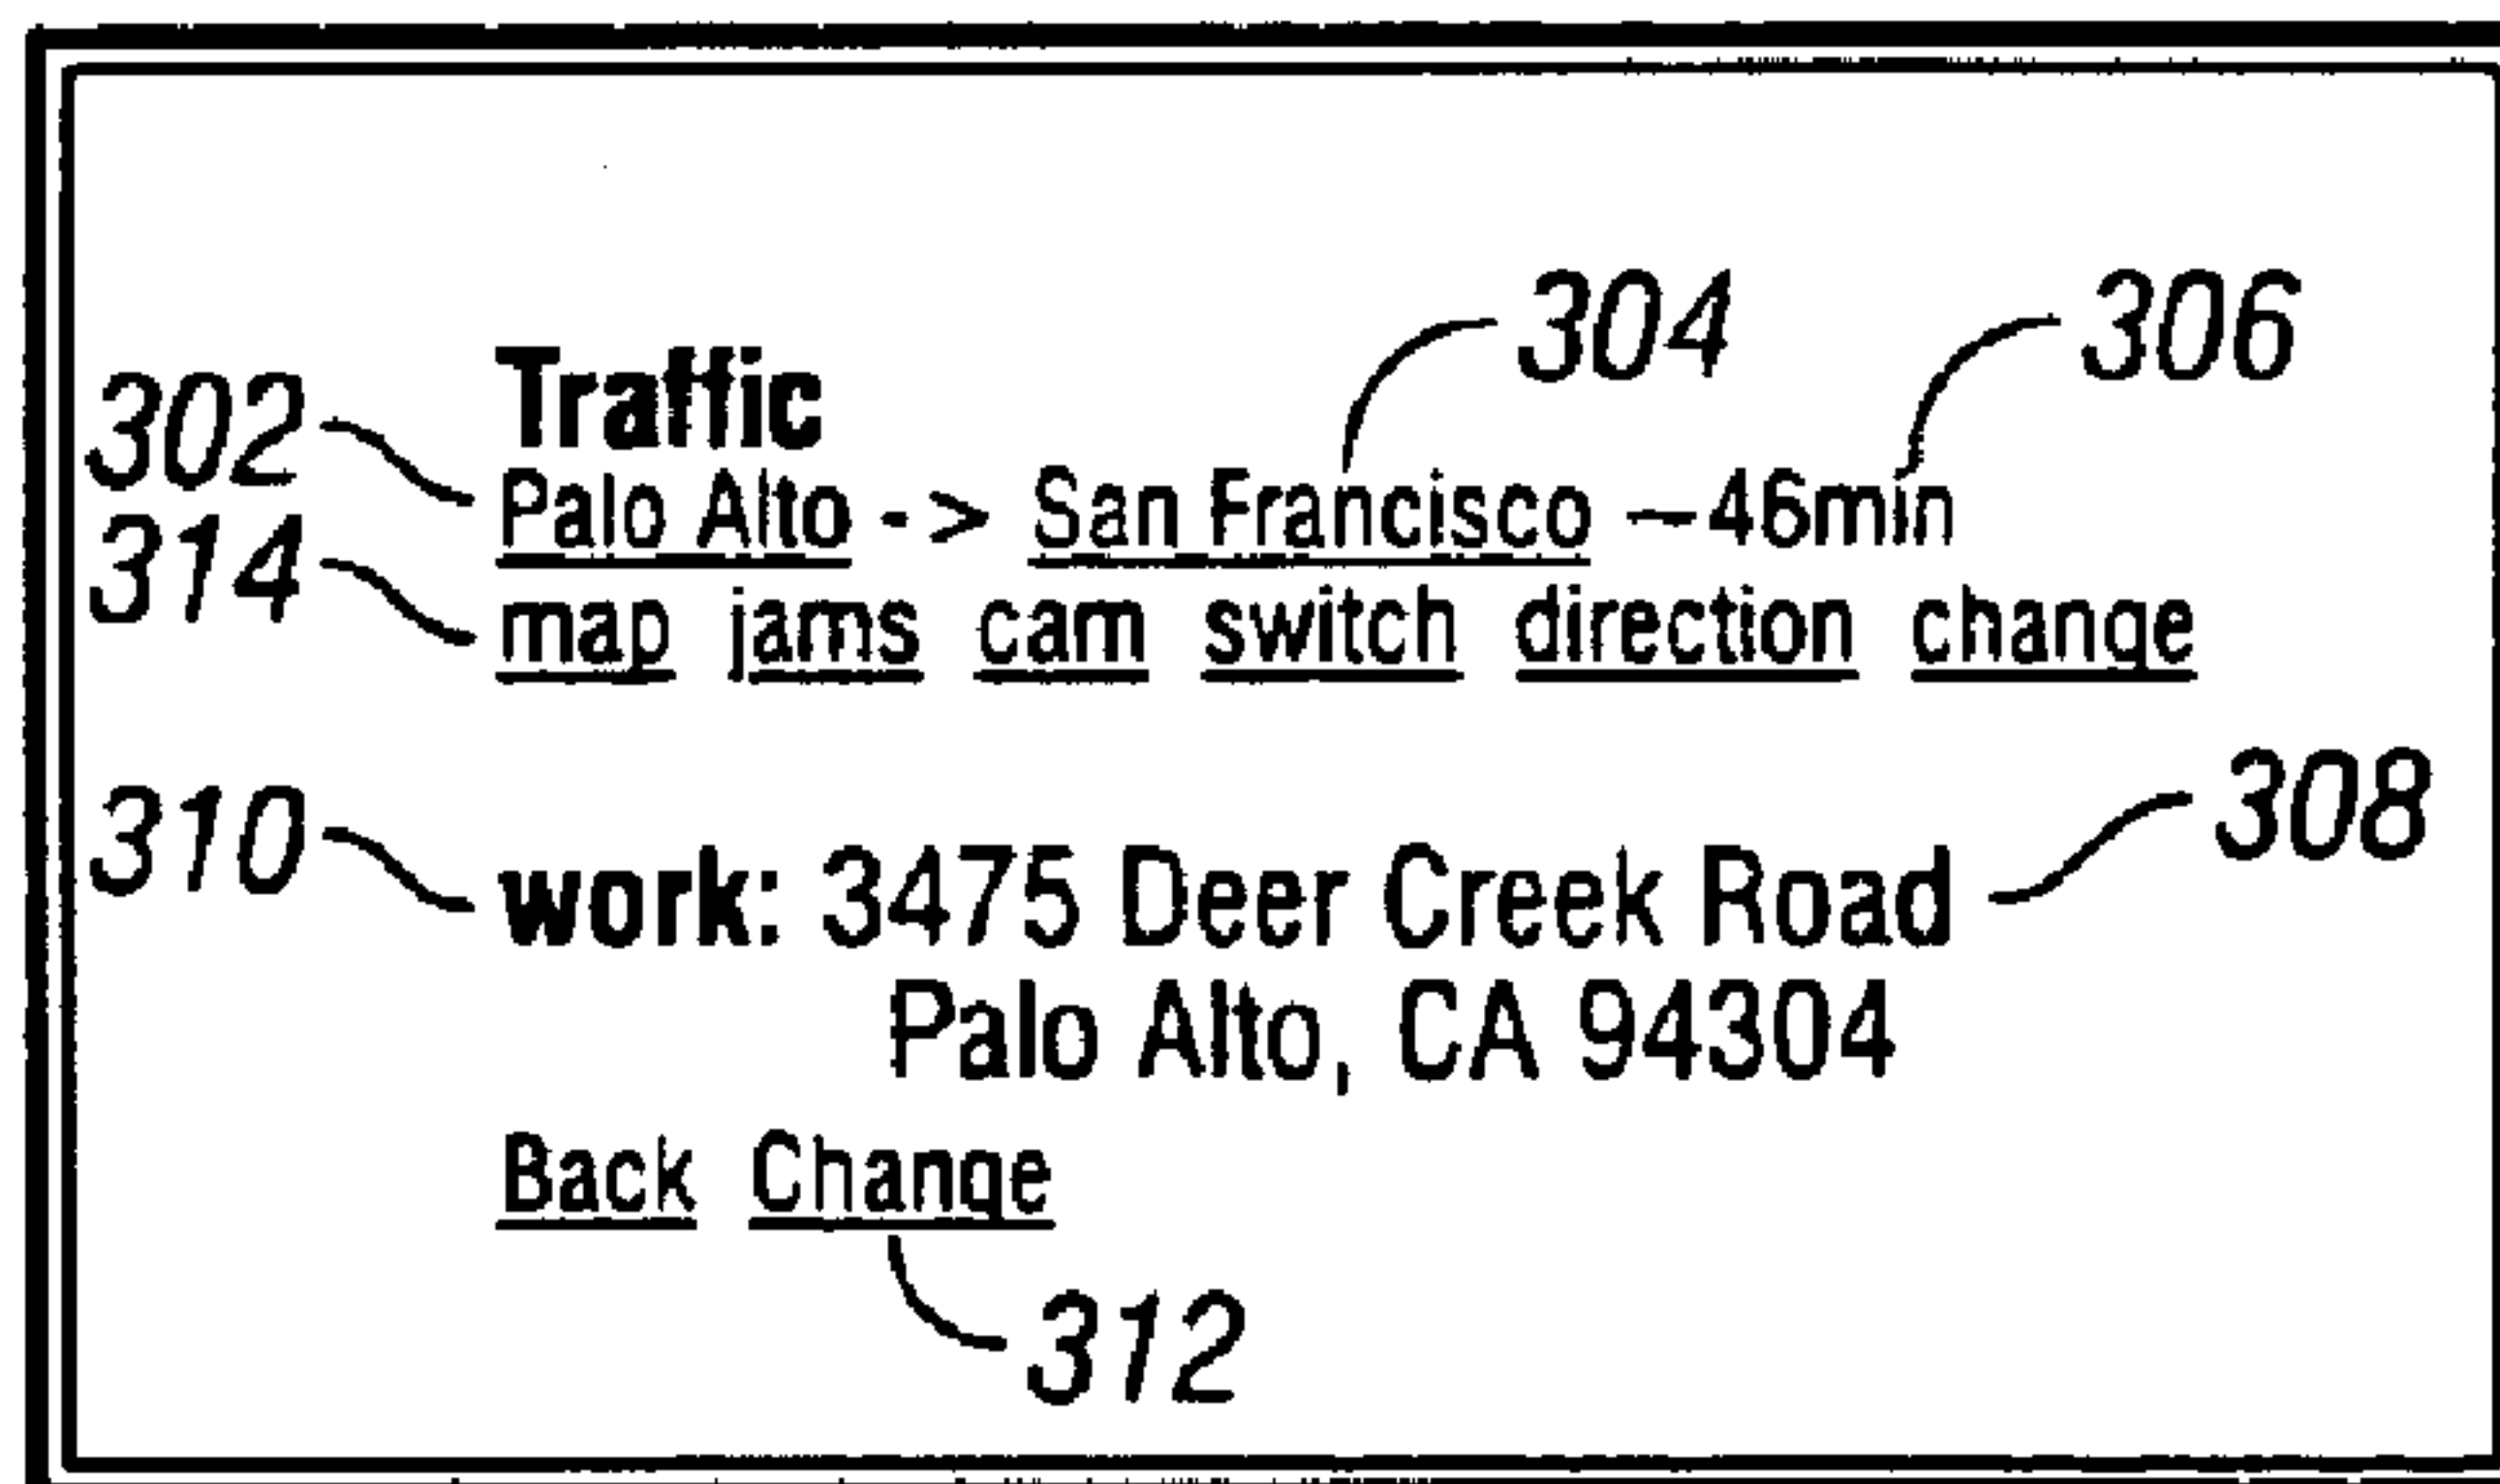 304 306
Traffic
302 Palo Alto -> San Francisco ~46min
314 map jams cam switch direction change
308
310 work: 3475 Deer Creek Road
Palo Alto, CA 94304
Back Change
312